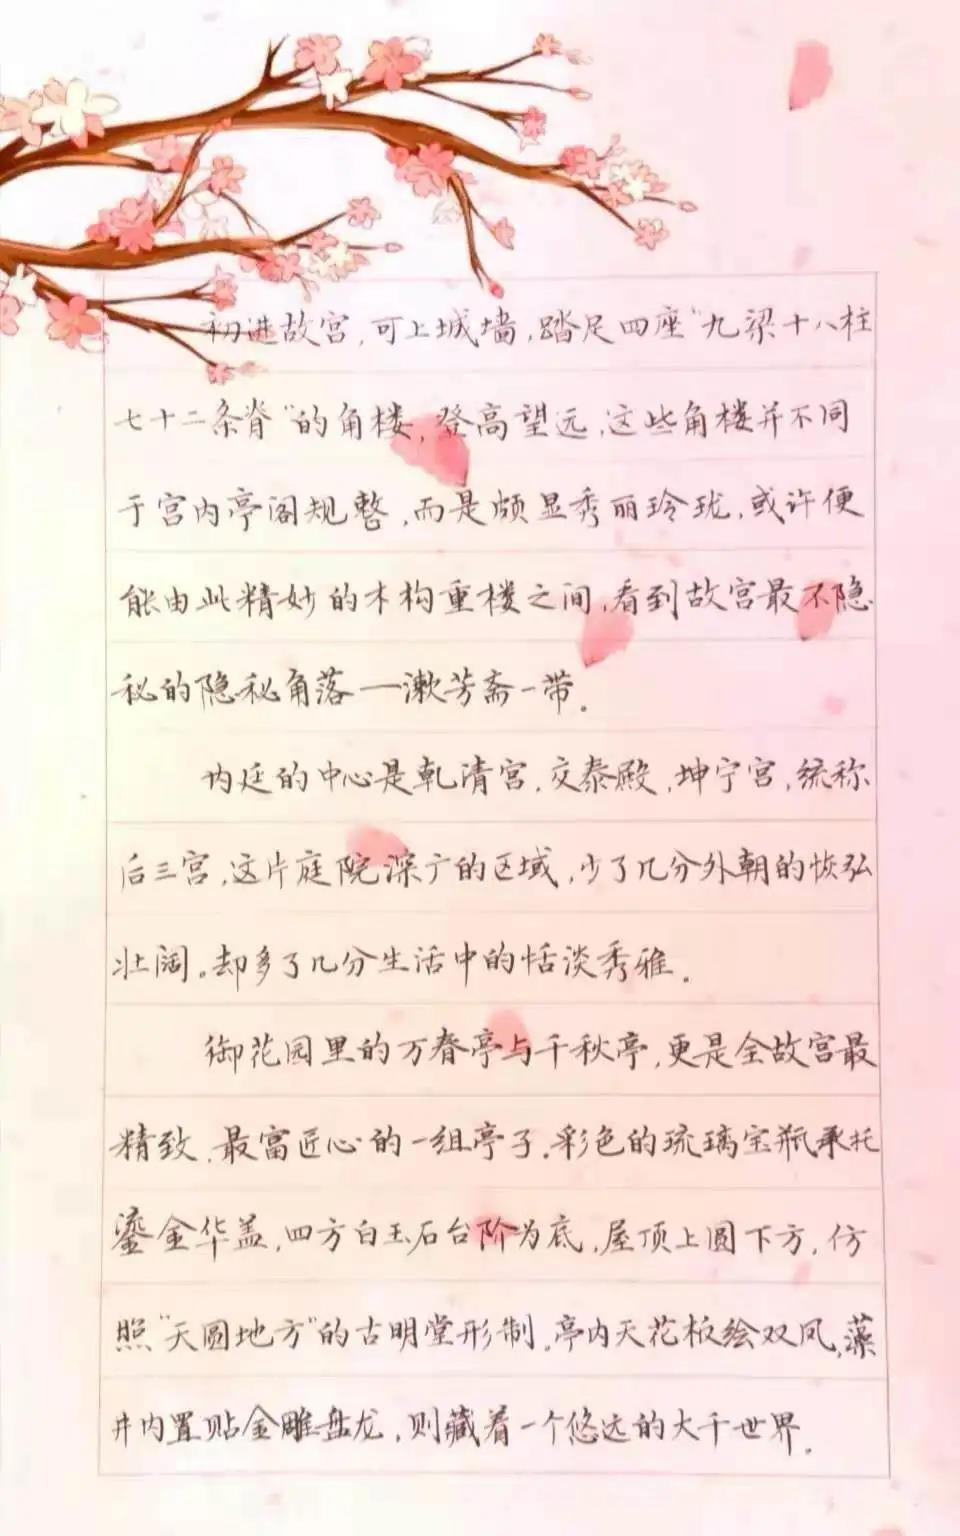 初进故宫,可上城墙,踏足四座“九梁十八柱
七十二条脊”的角楼,登高望远,这些角楼并不同
于宫内亭阁规整,而是颇显秀丽玲珑,或许便
能由此精妙的木构重楼之间,看到故宫最不隐
秘的隐秘角落一漱芳斋一带。
内廷的中心是乾清宫,交泰殿,坤宁宫,统称
后三宫,这片庭院深广的区域,少了几分外朝的恢弘
壮阔。却多了几分生活中的恬淡秀雅。
御花园里的万春亭与千秋亭,更是全故宫最
精致、最富匠心的一组亭子。彩色的琉璃宝瓶承托
鎏金华盖,四方白玉石台阶为底,屋顶上圆下方,仿
照“天圆地方”的古明堂形制。亭内天花板绘双凤,藻
井内置贴金雕盘龙,则藏着一个悠远的大千世界。